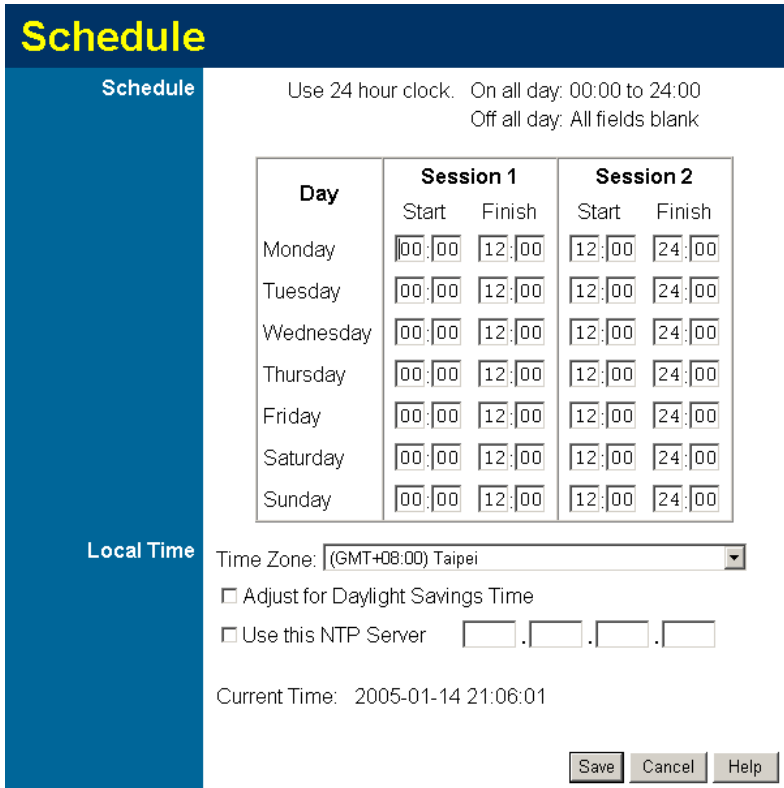 Schedule
Schedule
Use 24 hour clock. On all day: 00:00 to 24:00
Off all day: All fields blank
Day Session 1 Session 2
Start Finish Start Finish
Monday 00:00 12:00 12:00 24:00
Tuesday 00:00 12:00 12:00 24:00
Wednesday 00:00 12:00 12:00 24:00
Thursday 00:00 12:00 12:00 24:00
Friday 00:00 12:00 12:00 24:00
Saturday 00:00 12:00 12:00 24:00
Sunday 00:00 12:00 12:00 24:00
Local Time
Time Zone: (GMT+08:00) Taipei
Adjust for Daylight Savings Time
Use this NTP Server . . .
Current Time: 2005-01-14 21:06:01
Save Cancel Help